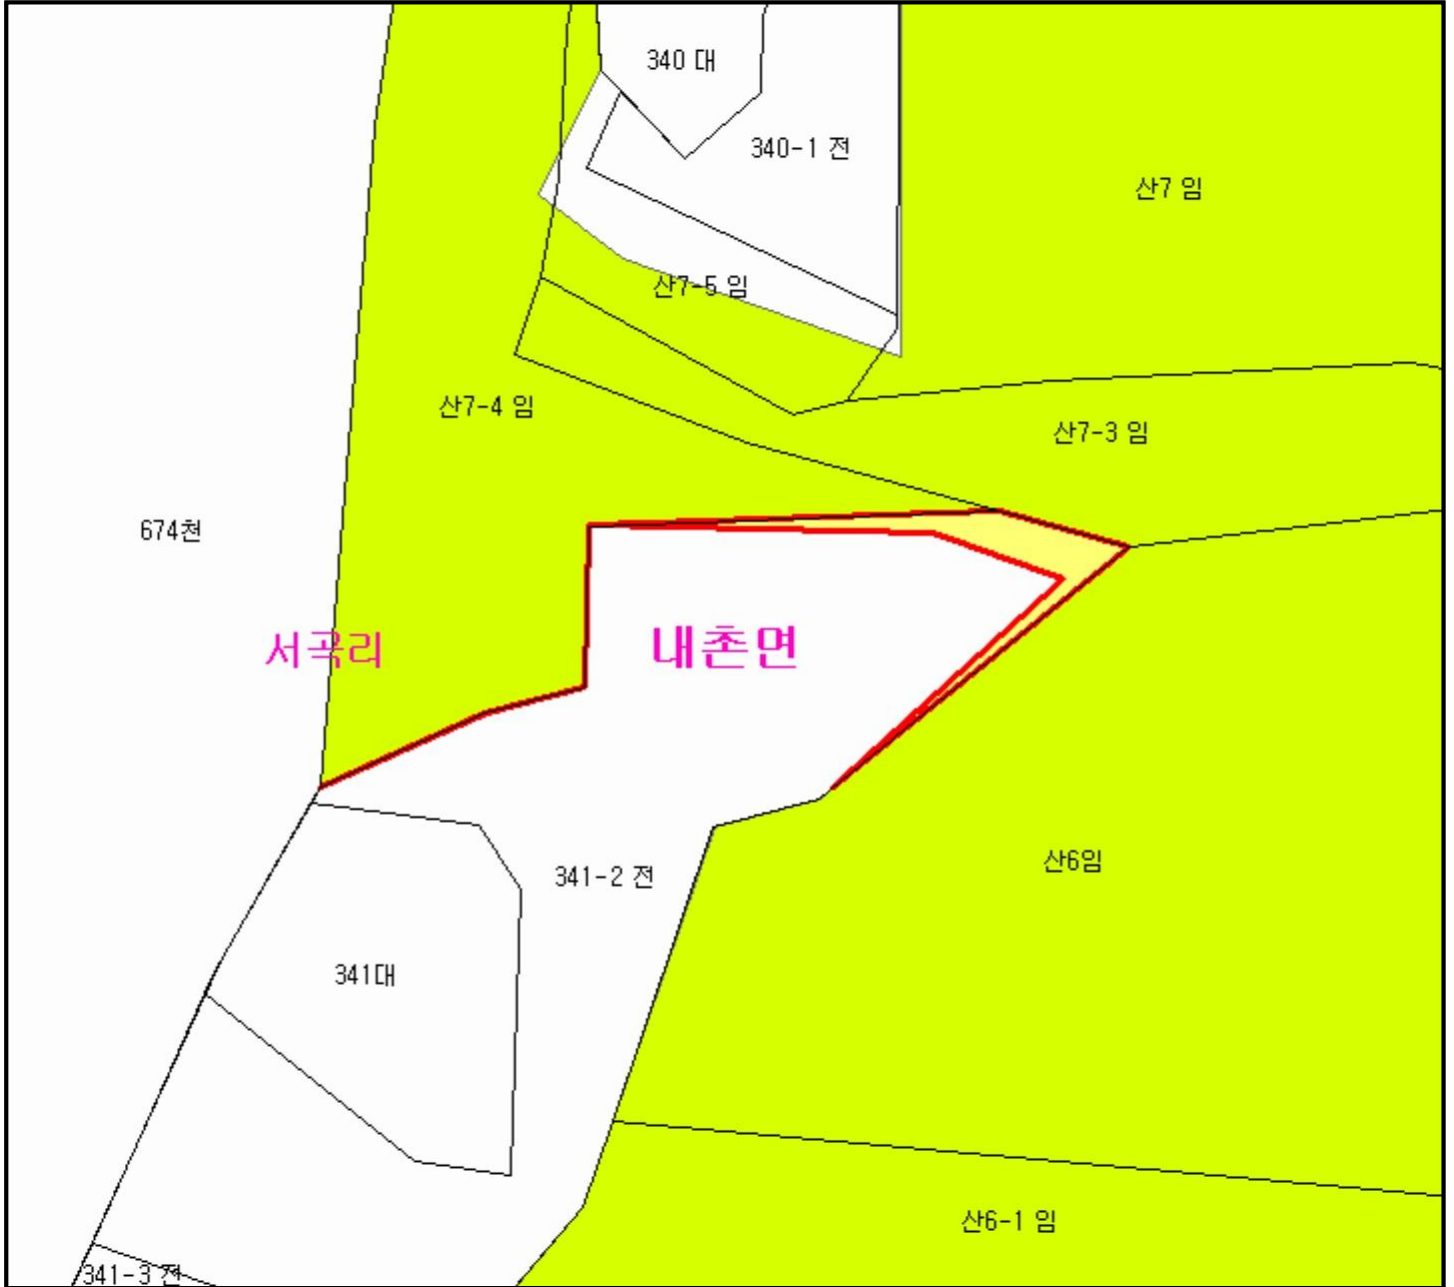 340 대
340-1 전
산7 임
산7-5 임
산7-4 임
산7-3 임
674천
서곡리
내촌면
산6임
341-2 전
341대
산6-1 임
341-3 전